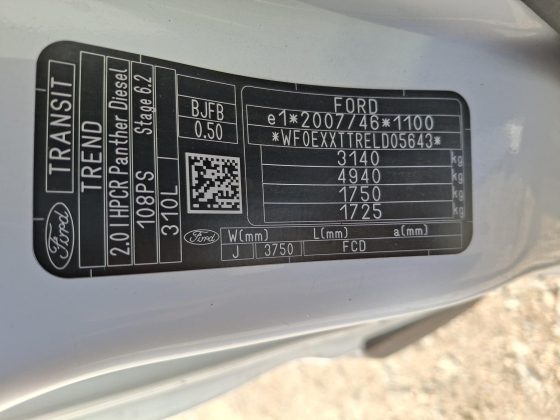 TRANSIT
TREND
2.0 IHPCR Panther Diesel
108PS Stage 6.2
310L
BJFB
0.50
FORD
e1*2007/46*1100
*WF0EXXTTRELD05643*
3140 kg
4940 kg
1750 kg
1725 kg
Ford
Ford
W(mm) L(mm) a(mm)
J 3750 FCD